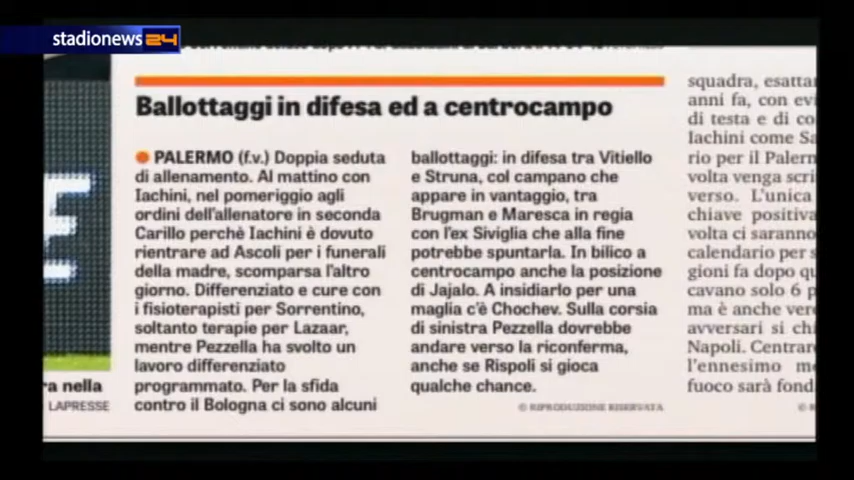 stadionews24
Ballottaggi in difesa ed a centrocampo
PALERMO (f.v.) Doppia seduta
di allenamento. Al mattino con
Iachini, nel pomeriggio agli
ordini dell'allenatore in seconda
Carillo perchè Iachini è dovuto
rientrare ad Ascoli per i funerali
della madre, scomparsa l'altro
giorno. Differenziato e cure con
i fisioterapisti per Sorrentino,
soltanto terapie per Lazaar,
mentre Pezzella ha svolto un
lavoro differenziato
programmato. Per la sfida
contro il Bologna ci sono alcuni
ballottaggi: in difesa tra Vitiello
e Struna, col campano che
appare in vantaggio, tra
Brugman e Maresca in regia
con l'ex Siviglia che alla fine
potrebbe spuntarla. In bilico a
centrocampo anche la posizione
di Jajalo. A insidiarlo per una
maglia c'è Chochev. Sulla corsia
di sinistra Pezzella dovrebbe
andare verso la riconferma,
anche se Rispoli si gioca
qualche chance.
© RIPRODUZIONE RISERVATA
squadra, esatta
anni fa, con evi
di testa e di co
Iachini come Sa
rio per il Palern
volta venga scri
verso. L'unica
chiave positiva
volta ci saranno
calendario per s
gioni fa dopo qu
cavano solo 6 p
ma è anche vero
avversari si chi
Napoli. Centrar
l'ennesimo me
fuoco sarà fond
ra nella
LAPRESSE